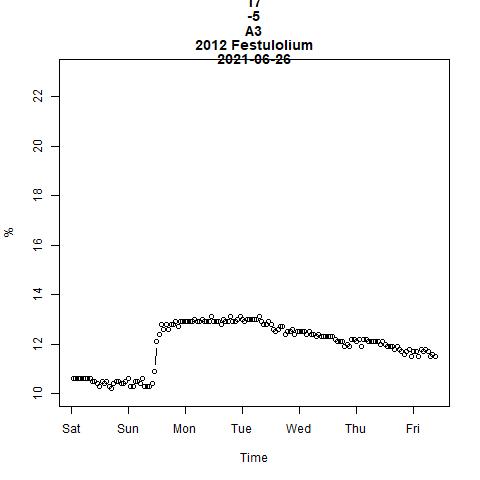 17
-5
A3
2012 Festulolium
2021-06-26
22
20
18
16
14
12
10
%
Sat
Sun
Mon
Tue
Wed
Thu
Fri
Time